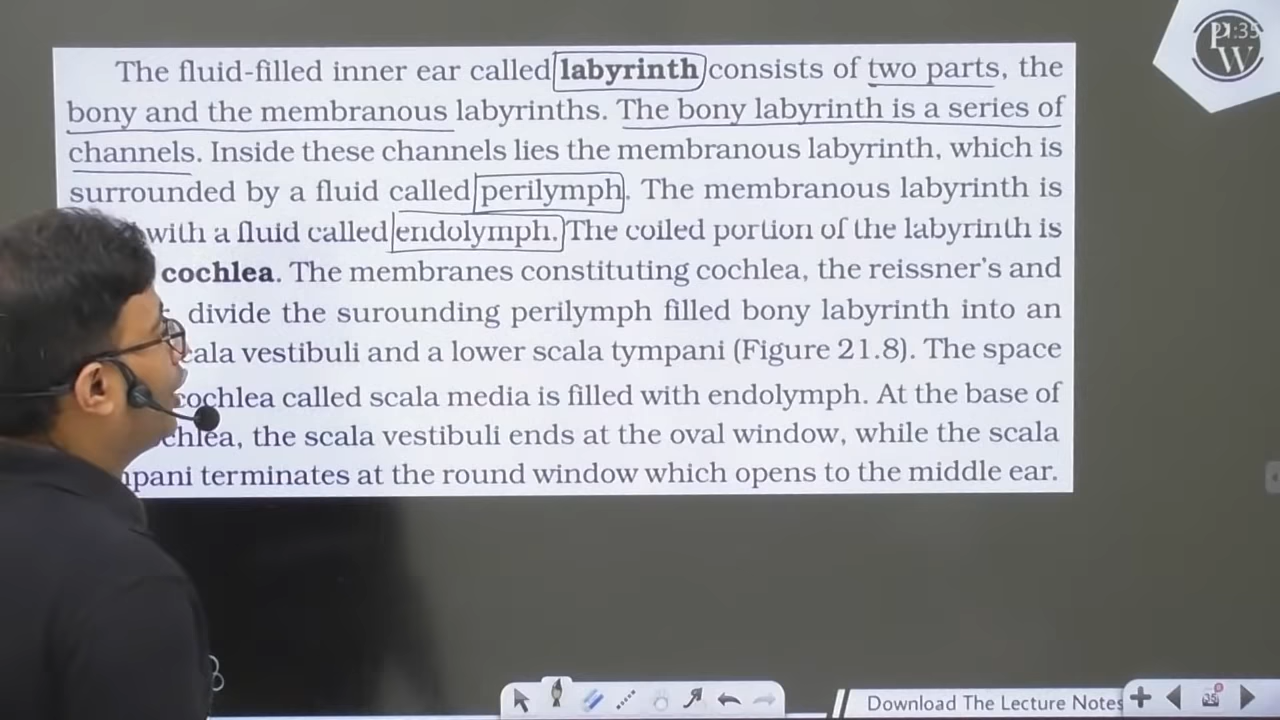 The fluid-filled inner ear called labyrinth consists of two parts, the
bony and the membranous labyrinths. The bony labyrinth is a series of
channels. Inside these channels lies the membranous labyrinth, which is
surrounded by a fluid called perilymph. The membranous labyrinth is
with a fluid called endolymph. The coiled portion of the labyrinth is
cochlea. The membranes constituting cochlea, the reissner's and
divide the surounding perilymph filled bony labyrinth into an
vestibuli and a lower scala tympani (Figure 21.8). The space
cochlea called scala media is filled with endolymph. At the base of
the scala vestibuli ends at the oval window, while the scala
terminates at the round window which opens to the middle ear.
PW
Download The Lecture Notes